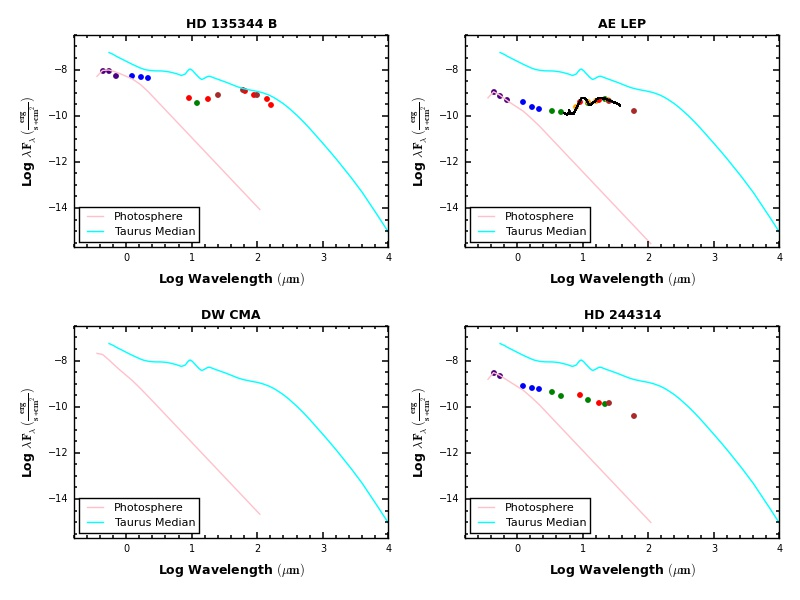 HD 135344 B
AE LEP
Log λF_λ (erg / s*cm²)
−8
−10
−12
−14
Photosphere
Taurus Median
0 1 2 3 4
Log Wavelength (μm)
Log λF_λ (erg / s*cm²)
−8
−10
−12
−14
Photosphere
Taurus Median
0 1 2 3 4
Log Wavelength (μm)
DW CMA
HD 244314
Log λF_λ (erg / s*cm²)
−8
−10
−12
−14
Photosphere
Taurus Median
0 1 2 3 4
Log Wavelength (μm)
Log λF_λ (erg / s*cm²)
−8
−10
−12
−14
Photosphere
Taurus Median
0 1 2 3 4
Log Wavelength (μm)